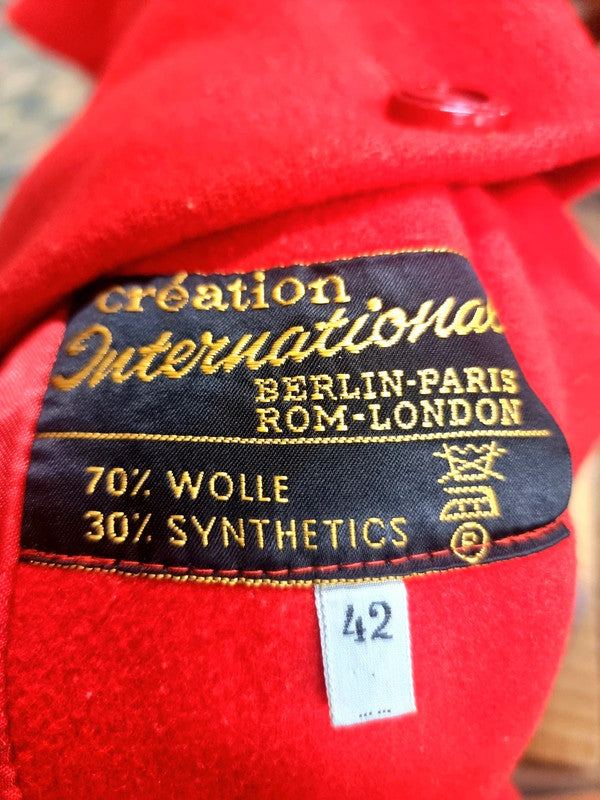 création
International
BERLIN-PARIS
ROM-LONDON
70% WOLLE
30% SYNTHETICS
P
42